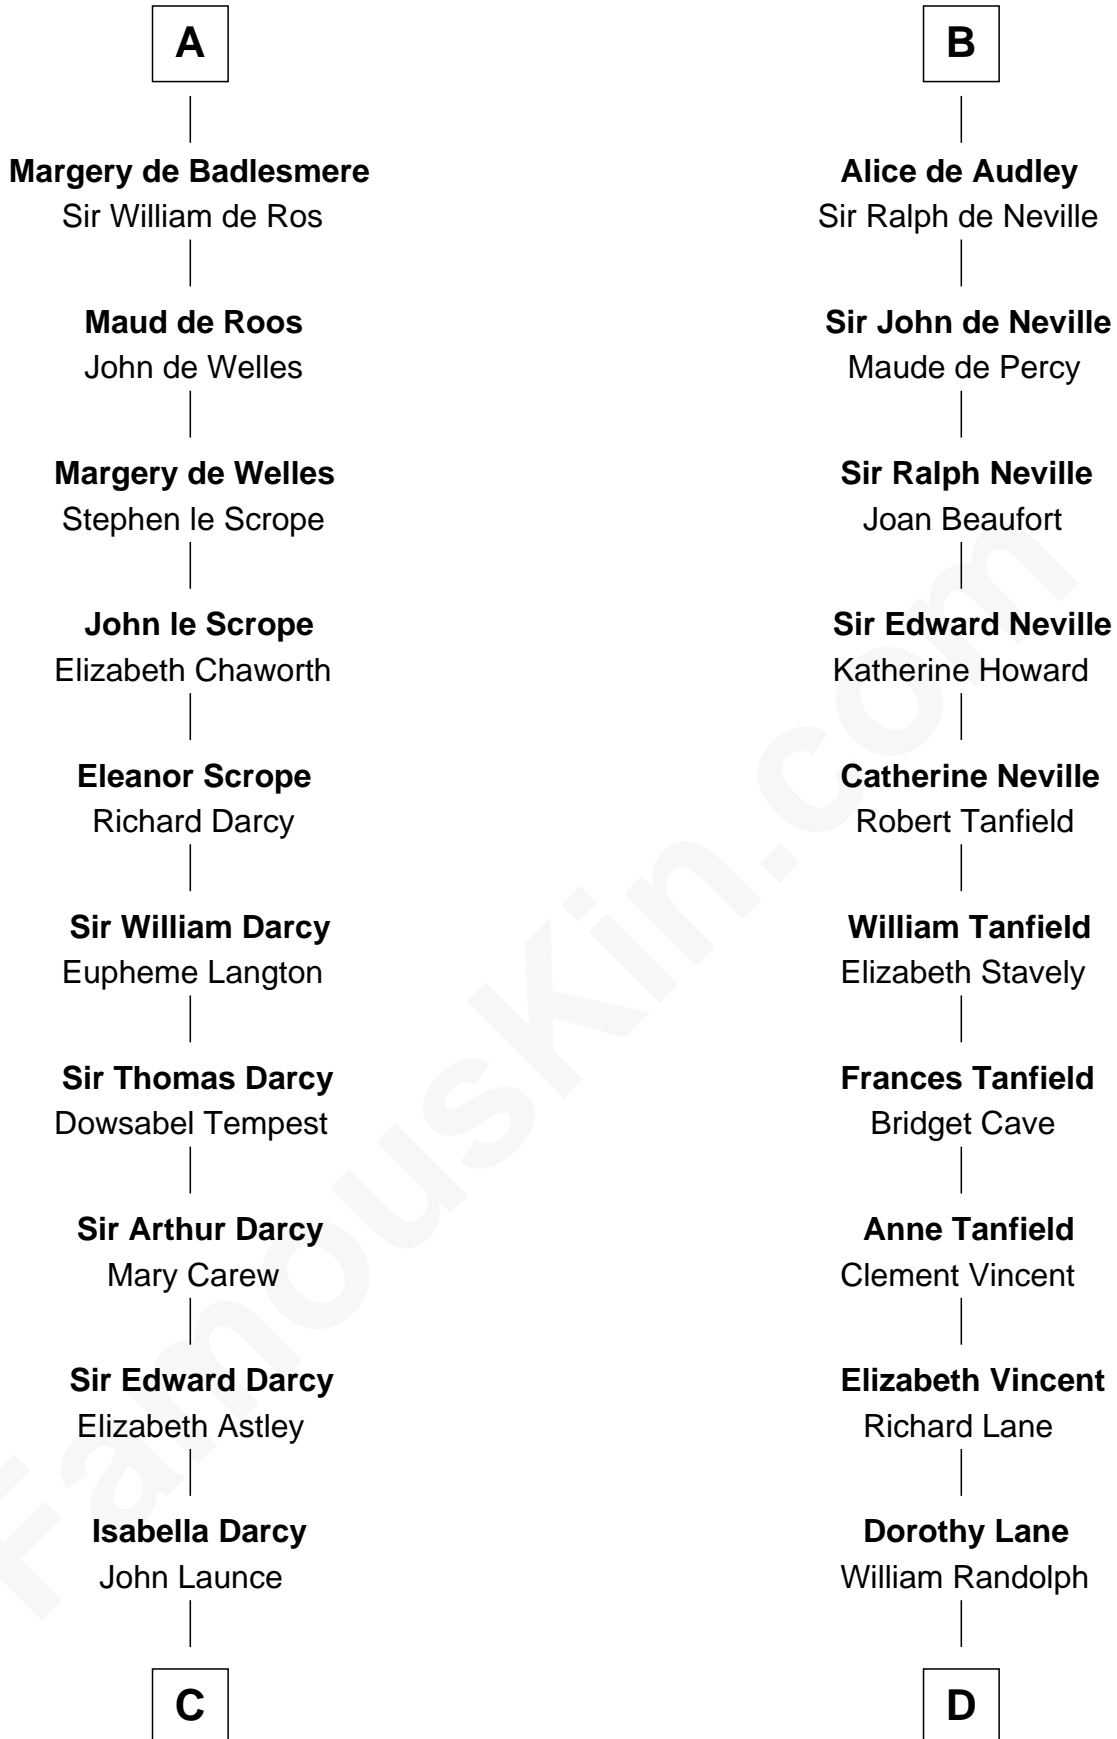 A
Margery de Badlesmere
Sir William de Ros
Maud de Roos
John de Welles
Margery de Welles
Stephen le Scrope
John le Scrope
Elizabeth Chaworth
Eleanor Scrope
Richard Darcy
Sir William Darcy
Eupheme Langton
Sir Thomas Darcy
Dowsabel Tempest
Sir Arthur Darcy
Mary Carew
Sir Edward Darcy
Elizabeth Astley
Isabella Darcy
John Launce
C
B
Alice de Audley
Sir Ralph de Neville
Sir John de Neville
Maude de Percy
Sir Ralph Neville
Joan Beaufort
Sir Edward Neville
Katherine Howard
Catherine Neville
Robert Tanfield
William Tanfield
Elizabeth Stavely
Frances Tanfield
Bridget Cave
Anne Tanfield
Clement Vincent
Elizabeth Vincent
Richard Lane
Dorothy Lane
William Randolph
D
FamousKin.com